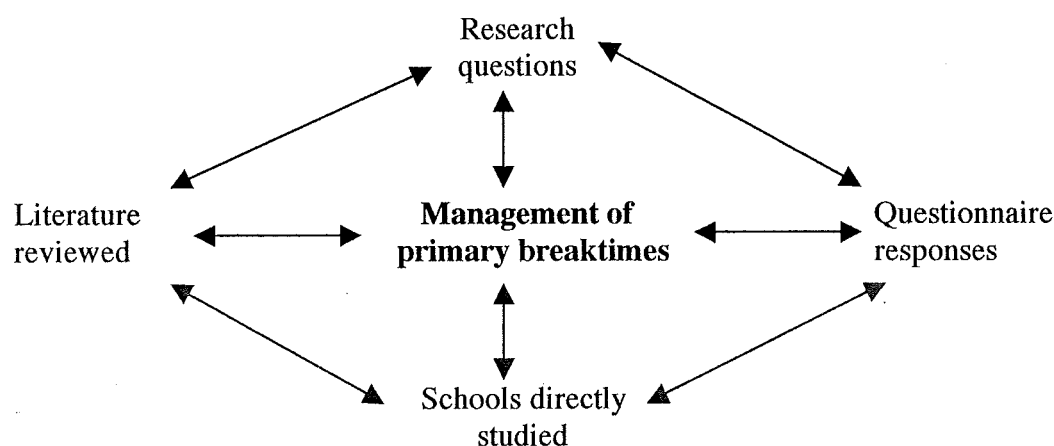 Research
questions
Literature
reviewed
Management of
primary breaktimes
Questionnaire
responses
Schools directly
studied